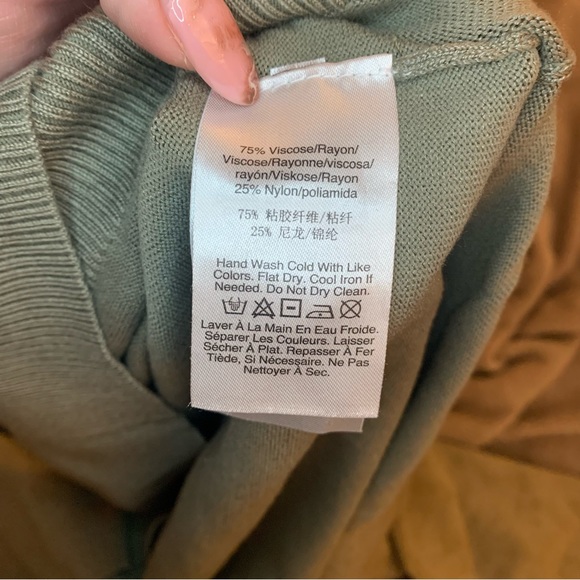 75% Viscose/Rayon/
Viscose/Rayonne/viscosa/
rayón/Viskose/Rayon
25% Nylon/poliamida
75% 粘胶纤维/粘纤
25% 尼龙/锦纶
Hand Wash Cold With Like
Colors. Flat Dry. Cool Iron If
Needed. Do Not Dry Clean.
Laver À La Main En Eau Froide.
Séparer Les Couleurs. Laisser
Sécher À Plat. Repasser À Fer
Tiède, Si Nécessaire. Ne Pas
Nettoyer À Sec.